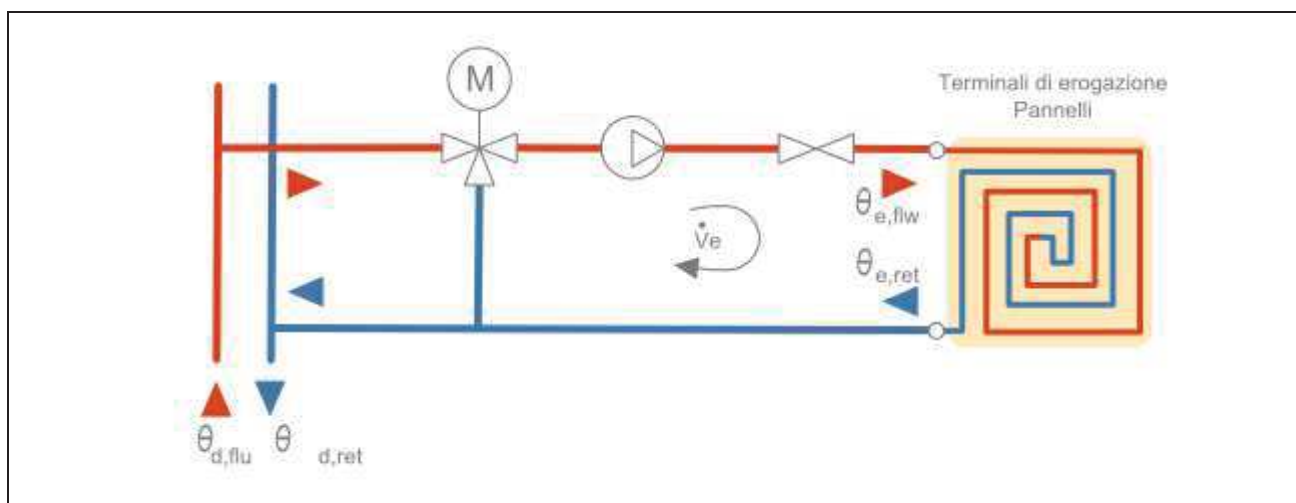 M
Terminali di erogazione
Pannelli
θe,flw
V̇e
θe,ret
θd,flu θ d,ret